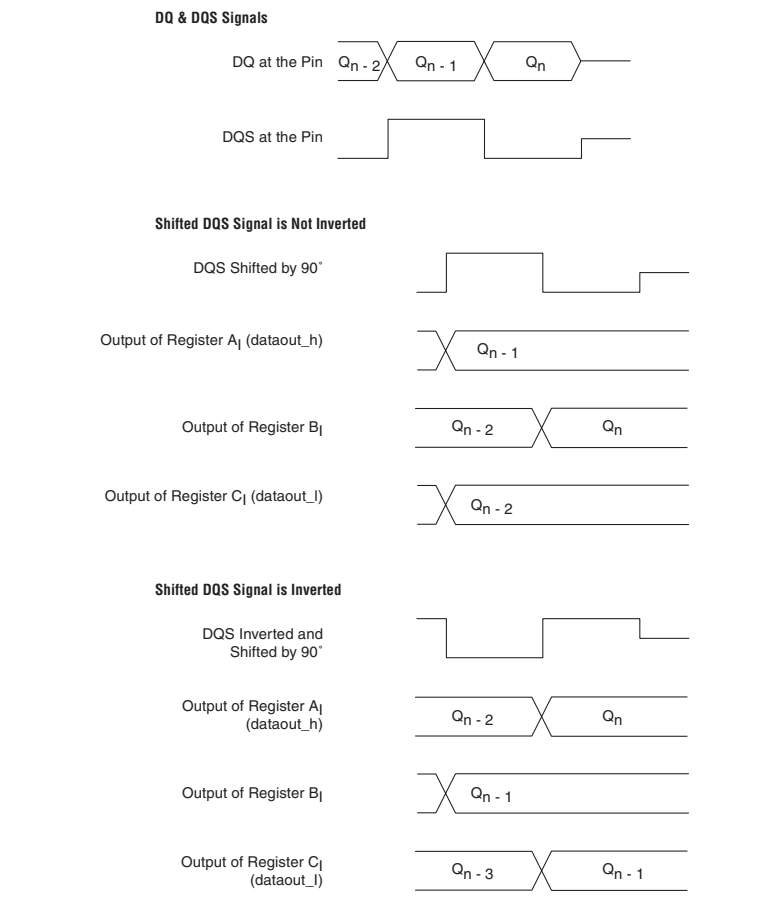 DQ & DQS Signals
DQ at the Pin Qn - 2 Qn - 1 Qn
DQS at the Pin
Shifted DQS Signal is Not Inverted
DQS Shifted by 90˚
Output of Register AI (dataout_h) Qn - 1
Output of Register BI Qn - 2 Qn
Output of Register CI (dataout_l) Qn - 2
Shifted DQS Signal is Inverted
DQS Inverted and
Shifted by 90˚
Output of Register AI
(dataout_h) Qn - 2 Qn
Output of Register BI Qn - 1
Output of Register CI
(dataout_l) Qn - 3 Qn - 1